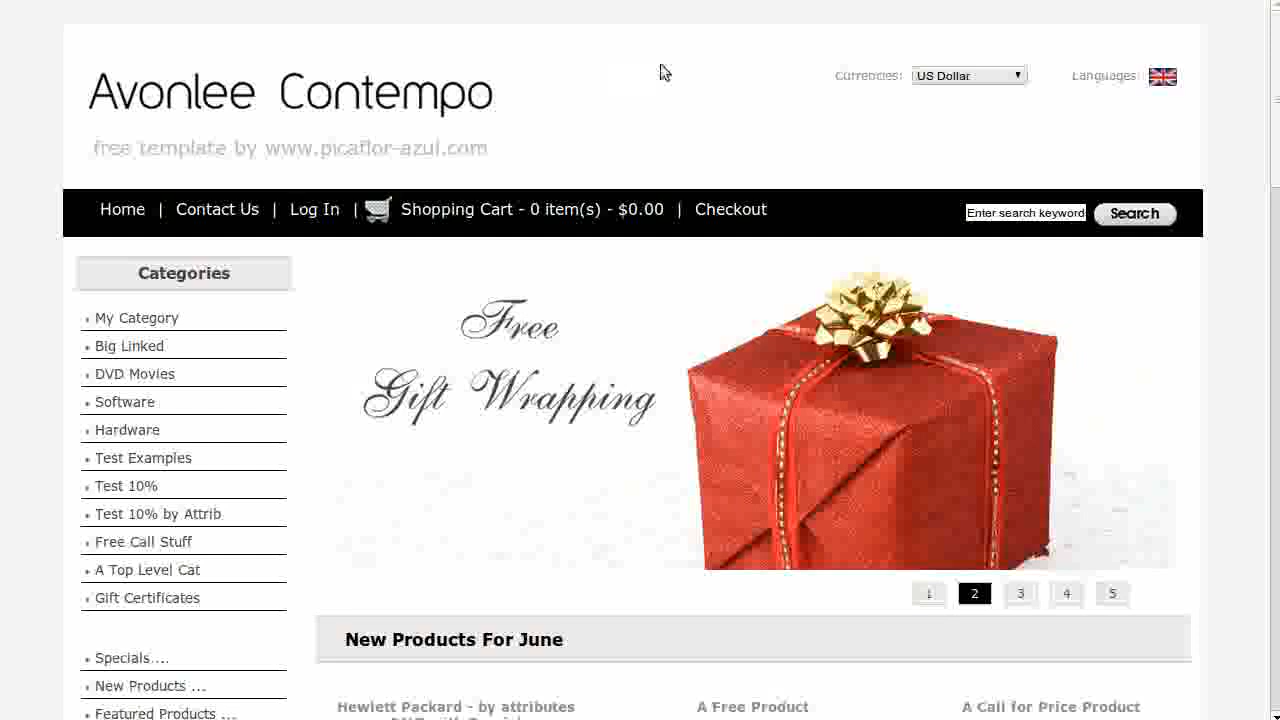 Avonlee Contempo
free template by www.picaflor-azul.com
Currencies: US Dollar Languages:
Home | Contact Us | Log In | Shopping Cart - 0 item(s) - $0.00 | Checkout
Enter search keyword Search
Categories
My Category
Big Linked
DVD Movies
Software
Hardware
Test Examples
Test 10%
Test 10% by Attrib
Free Call Stuff
A Top Level Cat
Gift Certificates
Specials....
New Products ...
Featured Products ...
Free
Gift Wrapping
1 2 3 4 5
New Products For June
Hewlett Packard - by attributes
A Free Product
A Call for Price Product